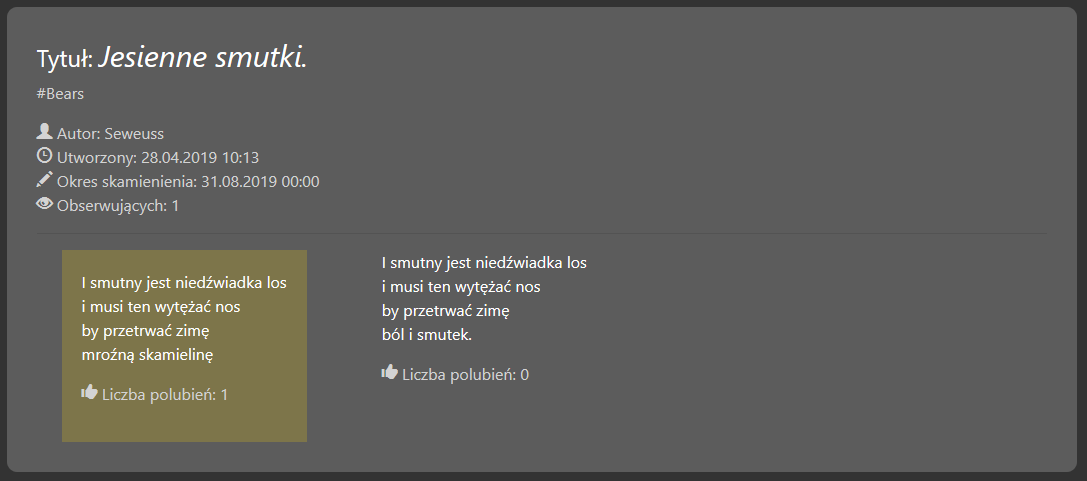 Tytuł: Jesienne smutki.
#Bears
Autor: Seweuss
Utworzony: 28.04.2019 10:13
Okres skamienienia: 31.08.2019 00:00
Obserwujących: 1
I smutny jest niedźwiadka los
i musi ten wytężać nos
by przetrwać zimę
mroźną skamielinę
Liczba polubień: 1
I smutny jest niedźwiadka los
i musi ten wytężać nos
by przetrwać zimę
ból i smutek.
Liczba polubień: 0